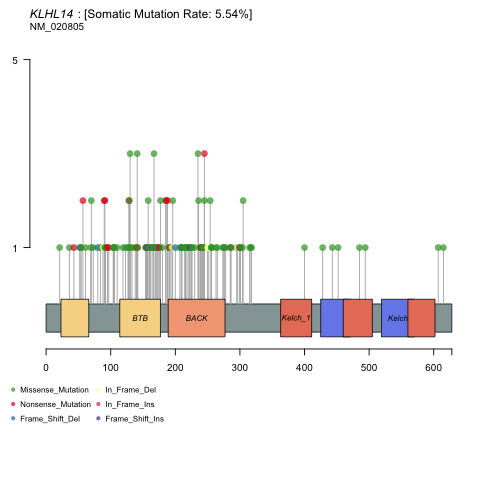 KLHL14 : [Somatic Mutation Rate: 5.54%]
NM_020805
5
1
BTB BACK Kelch_1 Kelch
0 100 200 300 400 500 600
Missense_Mutation In_Frame_Del
Nonsense_Mutation In_Frame_Ins
Frame_Shift_Del Frame_Shift_Ins